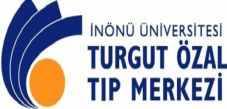 İNÖNÜ ÜNİVERSİTESİ
TURGUT ÖZAL
TIP MERKEZİ